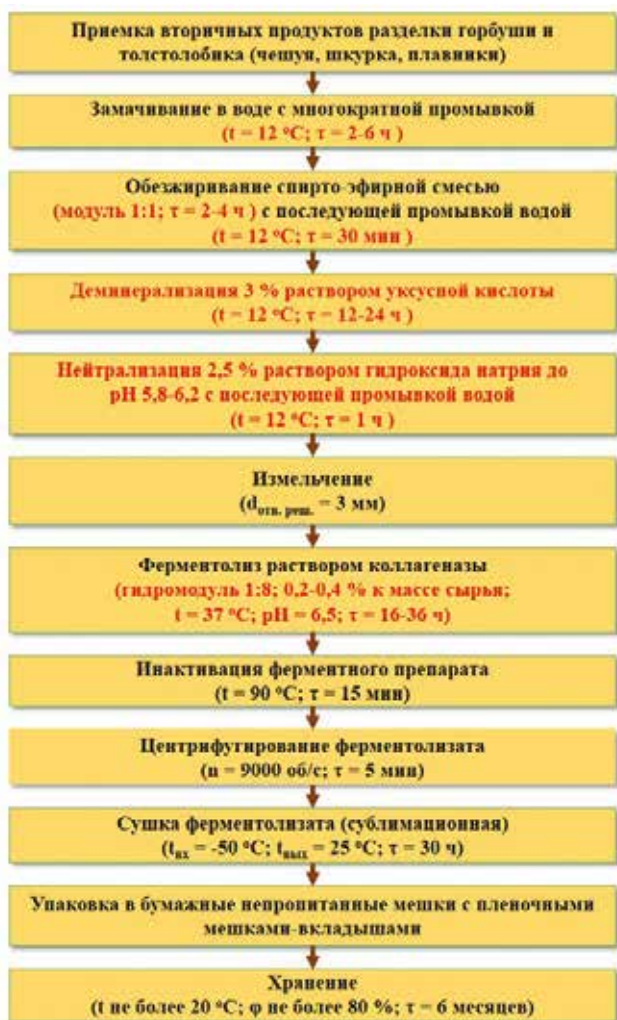 Приемка вторичных продуктов разделки горбуши и
толстолобика (чешуя, шкурка, плавники)
Замачивание в воде с многократной промывкой
(t = 12 °С; τ = 2-6 ч )
Обезжиривание спирто-эфирной смесью
(модуль 1:1; τ = 2-4 ч ) с последующей промывкой водой
(t = 12 °С; τ = 30 мин )
Деминерализация 3 % раствором уксусной кислоты
(t = 12 °С; τ = 12-24 ч )
Нейтрализация 2,5 % раствором гидроксида натрия до
рН 5,8-6,2 с последующей промывкой водой
(t = 12 °С; τ = 1 ч )
Измельчение
(d отв. реш. = 3 мм)
Ферментолиз раствором коллагеназы
(гидромодуль 1:8; 0,2-0,4 % к массе сырья;
t = 37 °С; рН = 6,5; τ = 16-36 ч)
Инактивация ферментного препарата
(t = 90 °С; τ = 15 мин)
Центрифугирование ферментолизата
(n = 9000 об/с; τ = 5 мин)
Сушка ферментолизата (сублимационная)
(t вх = -50 °С; t вых = 25 °С; τ = 30 ч)
Упаковка в бумажные непропитанные мешки с пленочными
мешками-вкладышами
Хранение
(t не более 20 °С; φ не более 80 %; τ = 6 месяцев)